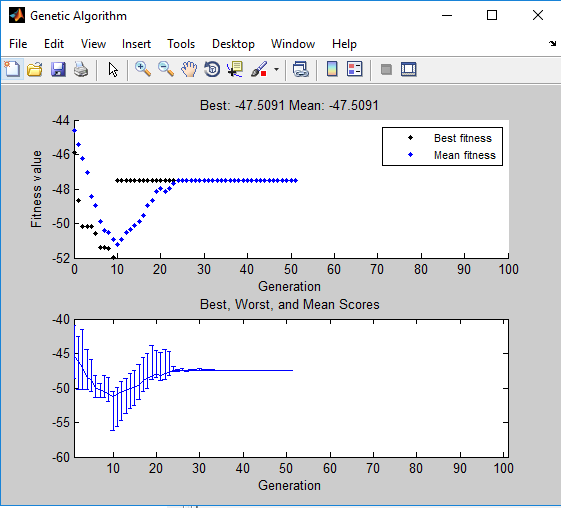 Genetic Algorithm
File Edit View Insert Tools Desktop Window Help
Best: -47.5091 Mean: -47.5091
-44
-46
-48
-50
-52
Fitness value
Best fitness
Mean fitness
0 10 20 30 40 50 60 70 80 90 100
Generation
Best, Worst, and Mean Scores
-40
-45
-50
-55
-60
10 20 30 40 50 60 70 80 90 100
Generation